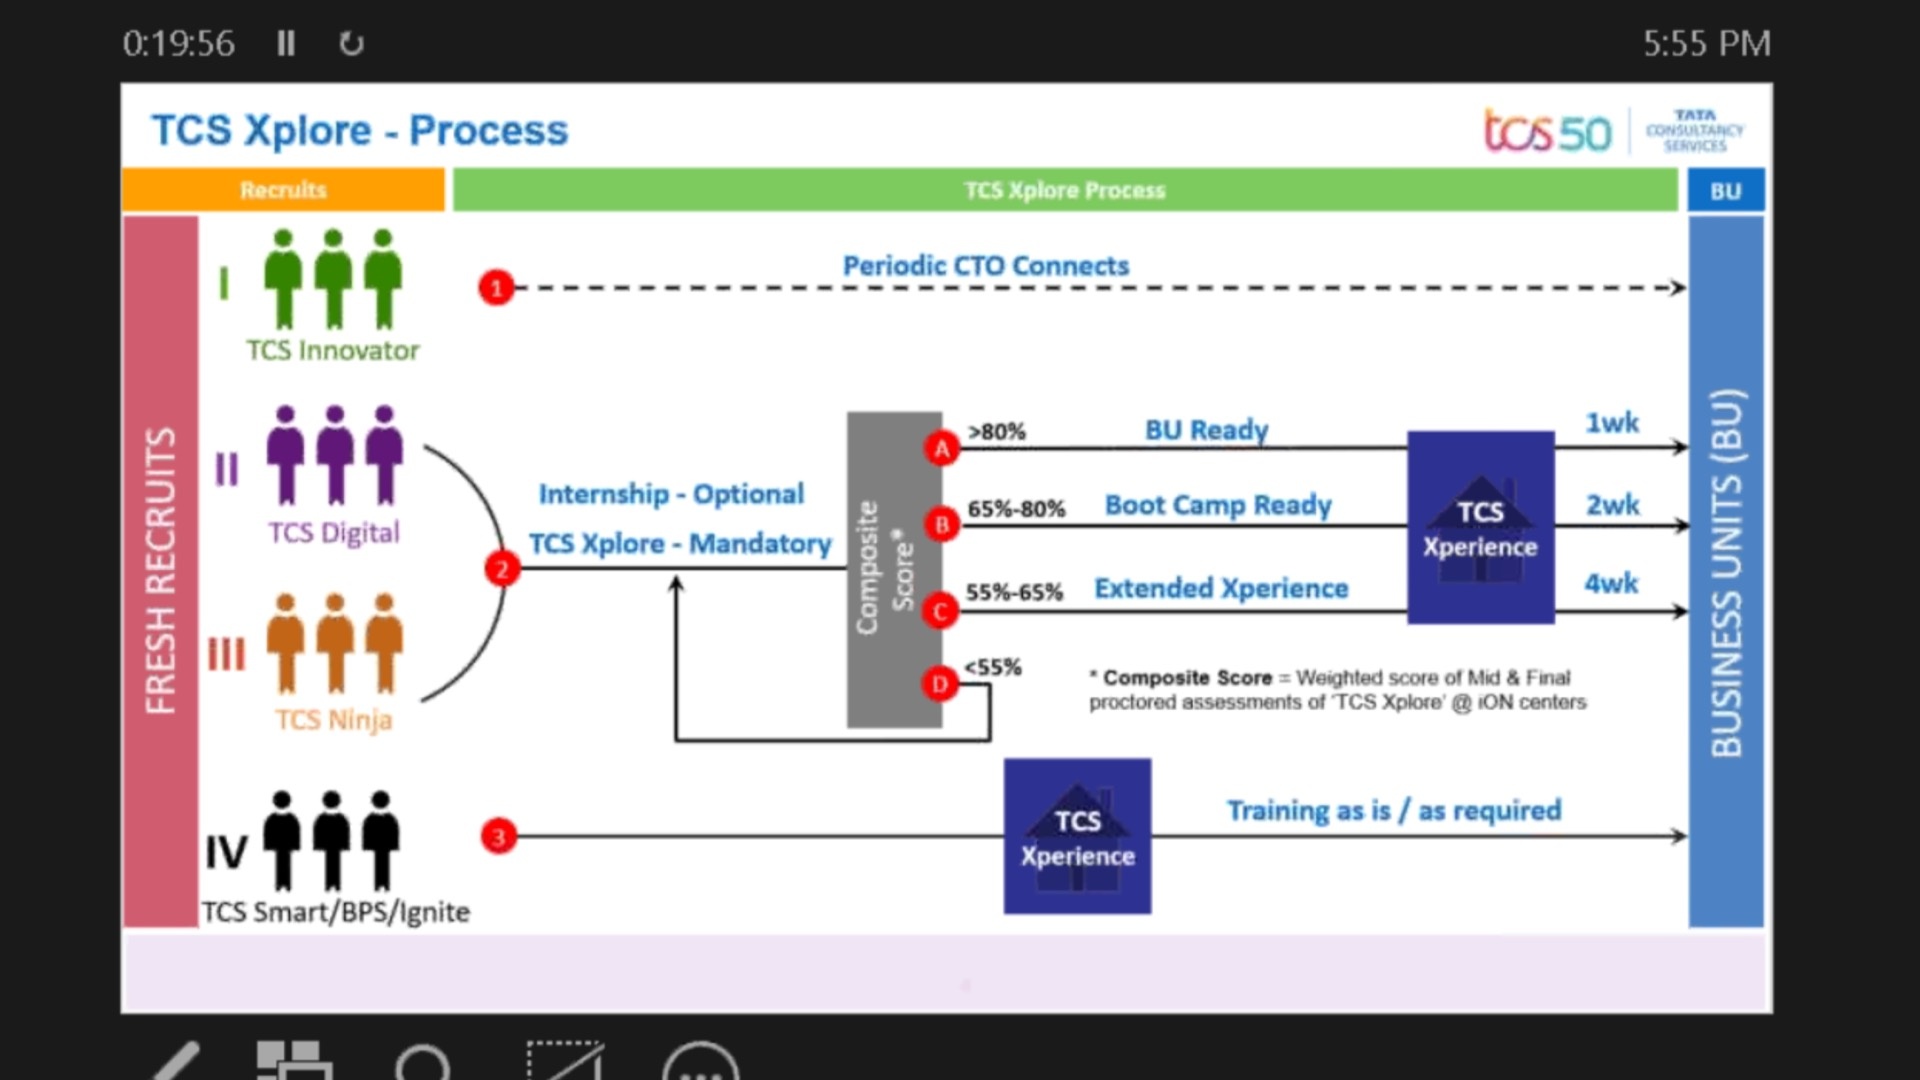 0:19:56
5:55 PM
TCS Xplore - Process
tcs50
TATA
CONSULTANCY
SERVICES
Recruits
TCS Xplore Process
BU
FRESH RECRUITS
I
TCS Innovator
1
Periodic CTO Connects
II
TCS Digital
III
TCS Ninja
2
Internship - Optional
TCS Xplore - Mandatory
Composite
Score*
A
>80%
BU Ready
1wk
B
65%-80%
Boot Camp Ready
2wk
C
55%-65%
Extended Xperience
4wk
D
<55%
TCS
Xperience
* Composite Score = Weighted score of Mid & Final
proctored assessments of 'TCS Xplore' @ iON centers
IV
TCS Smart/BPS/Ignite
3
TCS
Xperience
Training as is / as required
BUSINESS UNITS (BU)